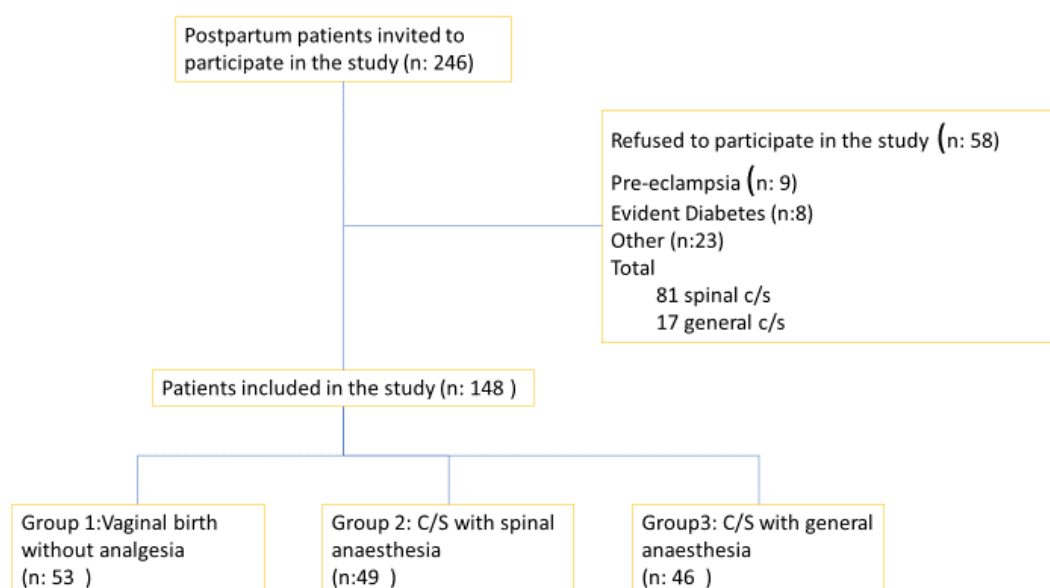 Postpartum patients invited to
participate in the study (n: 246)
Refused to participate in the study (n: 58)
Pre-eclampsia (n: 9)
Evident Diabetes (n:8)
Other (n:23)
Total
81 spinal c/s
17 general c/s
Patients included in the study (n: 148 )
Group 1:Vaginal birth
without analgesia
(n: 53 )
Group 2: C/S with spinal
anaesthesia
(n:49 )
Group3: C/S with general
anaesthesia
(n: 46 )